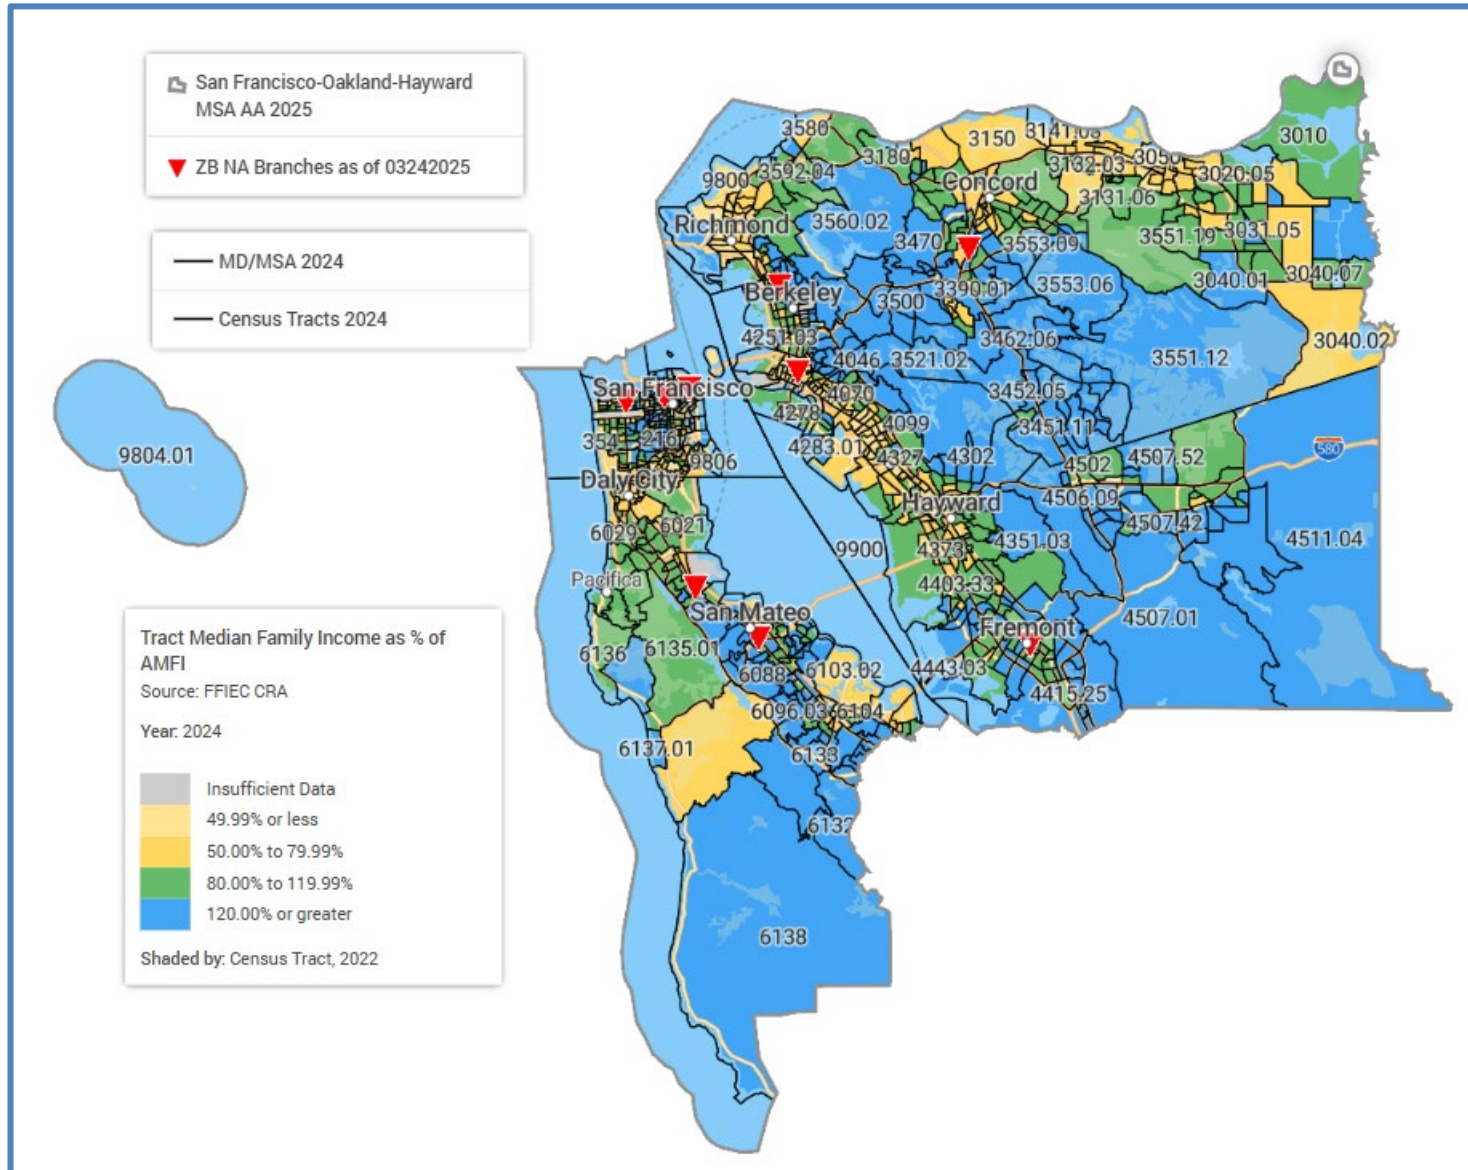 San Francisco-Oakland-Hayward
MSA AA 2025
ZB NA Branches as of 03242025
MD/MSA 2024
Census Tracts 2024
9804.01
Tract Median Family Income as % of
AMFI
Source: FFIEC CRA
Year: 2024
Insufficient Data
49.99% or less
50.00% to 79.99%
80.00% to 119.99%
120.00% or greater
Shaded by: Census Tract, 2022
3010
3580
3150
3141.03
3180
3132.03
3050
3020.05
9800
3592.04
Concord
3131.06
Richmond
3560.02
3470
3553.09
3551.19
3031.05
Berkeley
3500
3390.01
3553.06
3040.01
3040.07
4251.03
4046
3521.02
3462.06
3551.12
3040.02
San Francisco
4070
3452.05
4278
4099
3451.11
354
216
9806
4283.01
4327
4302
4502
4507.52
580
Daly City
Hayward
4506.09
4507.42
6029
6021
9900
4373
4351.03
4511.04
Pacifica
4403.33
San Mateo
Fremont
4507.01
6136
6135.01
6088
6103.02
4443.03
4415.25
6096.03
6104
6137.01
6133
6132
6138